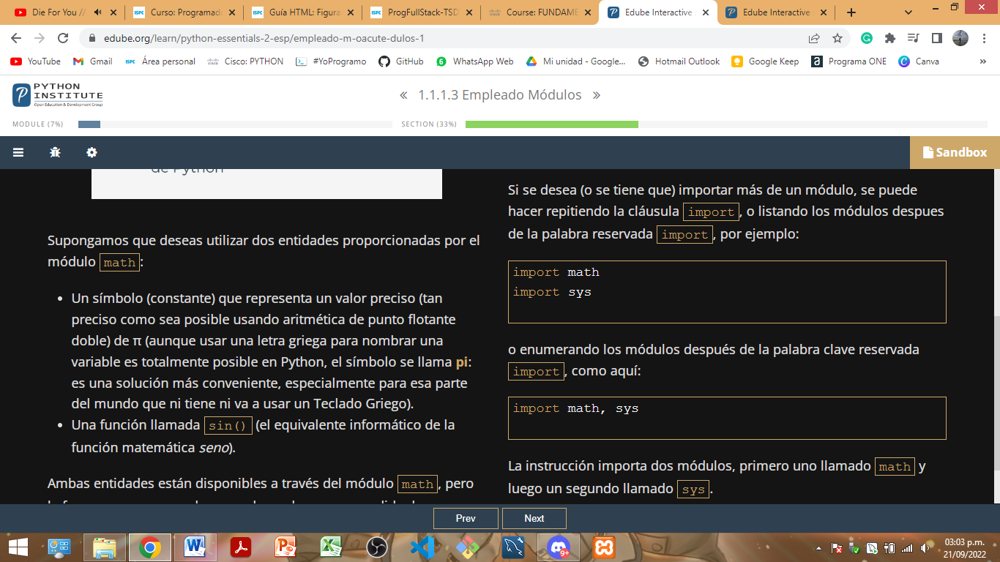 Die For You //
Curso: Programad
Guía HTML: Figura
ProgFullStack-TSD
Course: FUNDAME
Edube Interactive
Edube Interactive
edube.org/learn/python-essentials-2-esp/empleado-m-oacute-dulos-1
YouTube
Gmail
ISPC Área personal
Cisco: PYTHON
#YoProgramo
GitHub
WhatsApp Web
Mi unidad - Google...
Hotmail Outlook
Google Keep
Programa ONE
Canva
»
PYTHON
INSTITUTE
Open Education & Development Group
« 1.1.1.3 Empleado Módulos »
MODULE (7%)
SECTION (33%)
Sandbox
de Python
Supongamos que deseas utilizar dos entidades proporcionadas por el
módulo math:
• Un símbolo (constante) que representa un valor preciso (tan
preciso como sea posible usando aritmética de punto flotante
doble) de π (aunque usar una letra griega para nombrar una
variable es totalmente posible en Python, el símbolo se llama pi:
es una solución más conveniente, especialmente para esa parte
del mundo que ni tiene ni va a usar un Teclado Griego).
• Una función llamada sin() (el equivalente informático de la
función matemática seno).
Ambas entidades están disponibles a través del módulo math, pero
Si se desea (o se tiene que) importar más de un módulo, se puede
hacer repitiendo la cláusula import, o listando los módulos despues
de la palabra reservada import, por ejemplo:
import math
import sys
o enumerando los módulos después de la palabra clave reservada
import, como aquí:
import math, sys
La instrucción importa dos módulos, primero uno llamado math y
luego un segundo llamado sys.
Prev
Next
9+
03:03 p.m.
21/09/2022